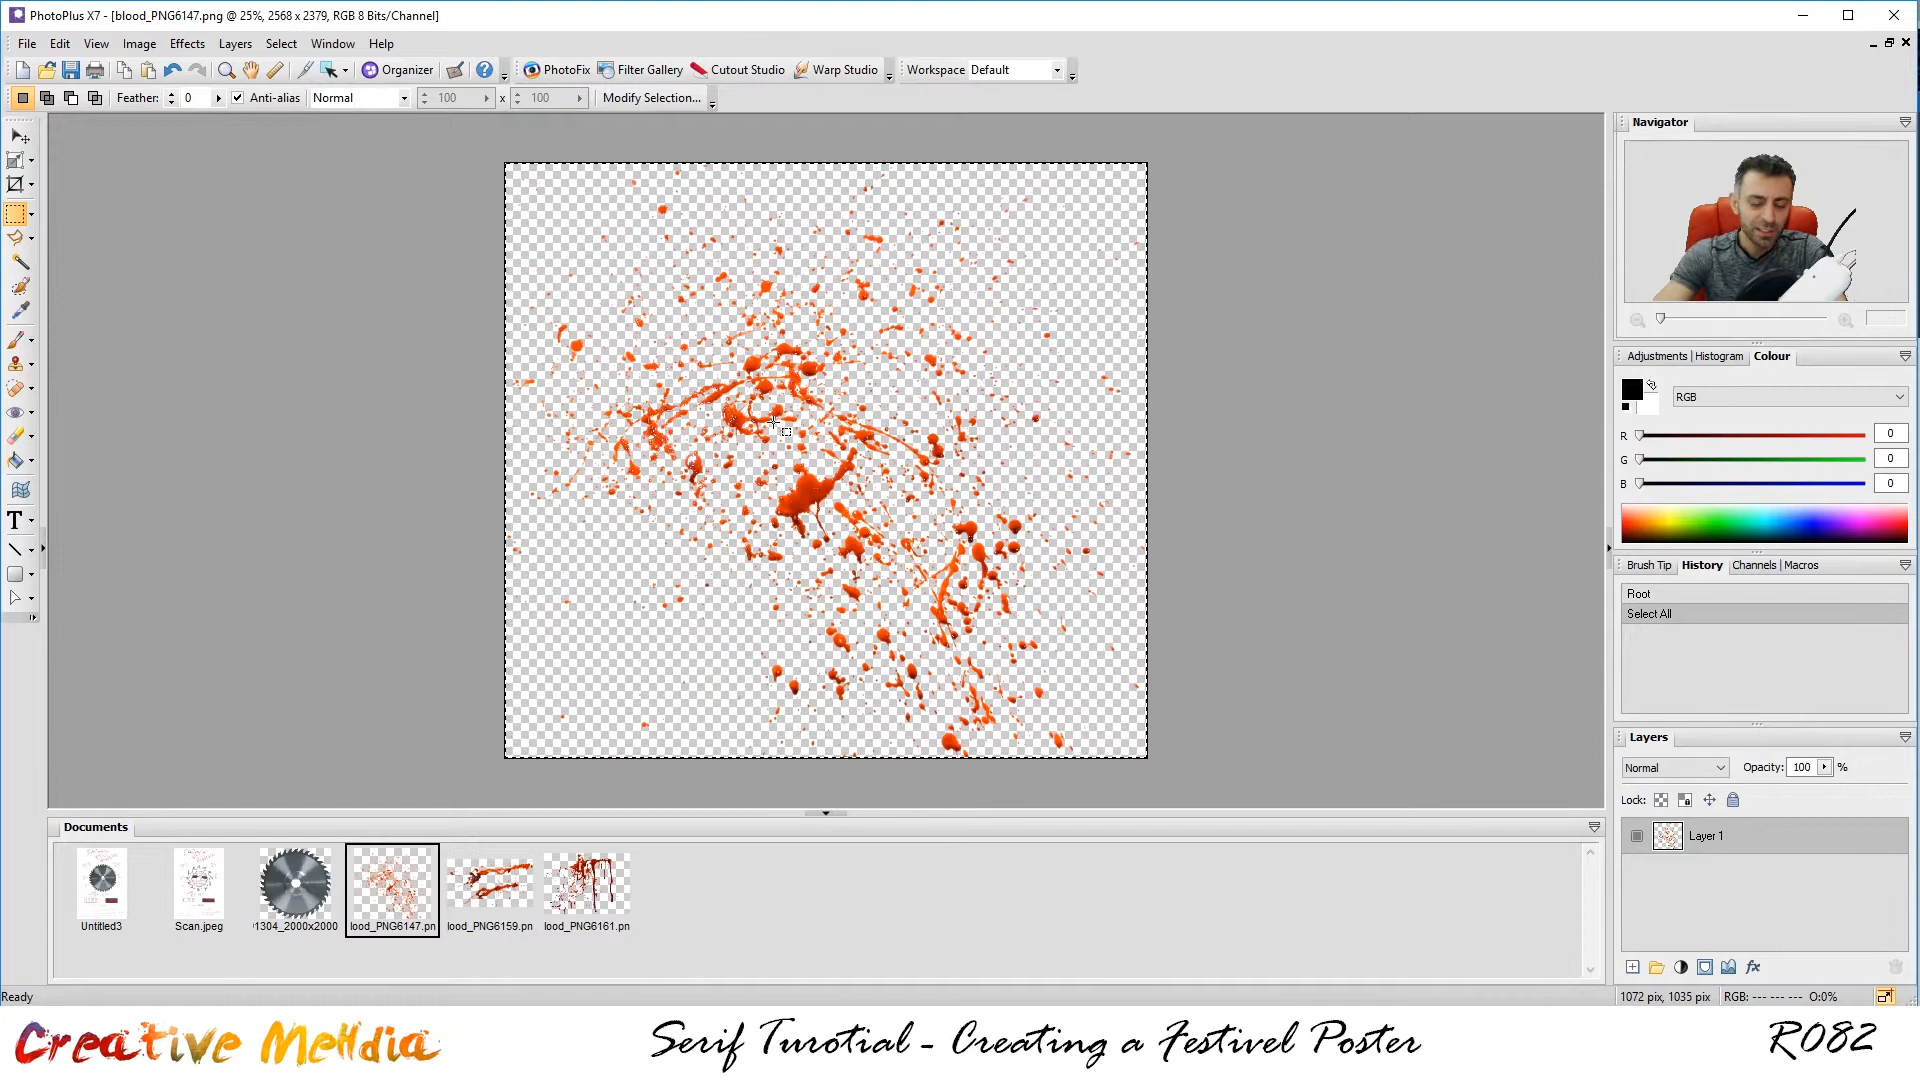 PhotoPlus X7 - [blood_PNG6147.png @ 25%, 2568 x 2379, RGB 8 Bits/Channel]
File Edit View Image Effects Layers Select Window Help
Organizer PhotoFix Filter Gallery Cutout Studio Warp Studio Workspace Default
Feather: 0 Anti-alias Normal 100 x 100 Modify Selection...
Navigator
Adjustments | Histogram Colour
RGB
R 0
G 0
B 0
Brush Tip History Channels | Macros
Root
Select All
Layers
Normal Opacity: 100 %
Lock:
Layer 1
T
Documents
Untitled3 Scan.jpeg 1304_2000x2000 lood_PNG6147.pn lood_PNG6159.pn lood_PNG6161.pn
fx
Ready 1072 pix, 1035 pix RGB: --- --- --- O:0%
Creative MeHdia Serif Turotial - Creating a Festivel Poster R082